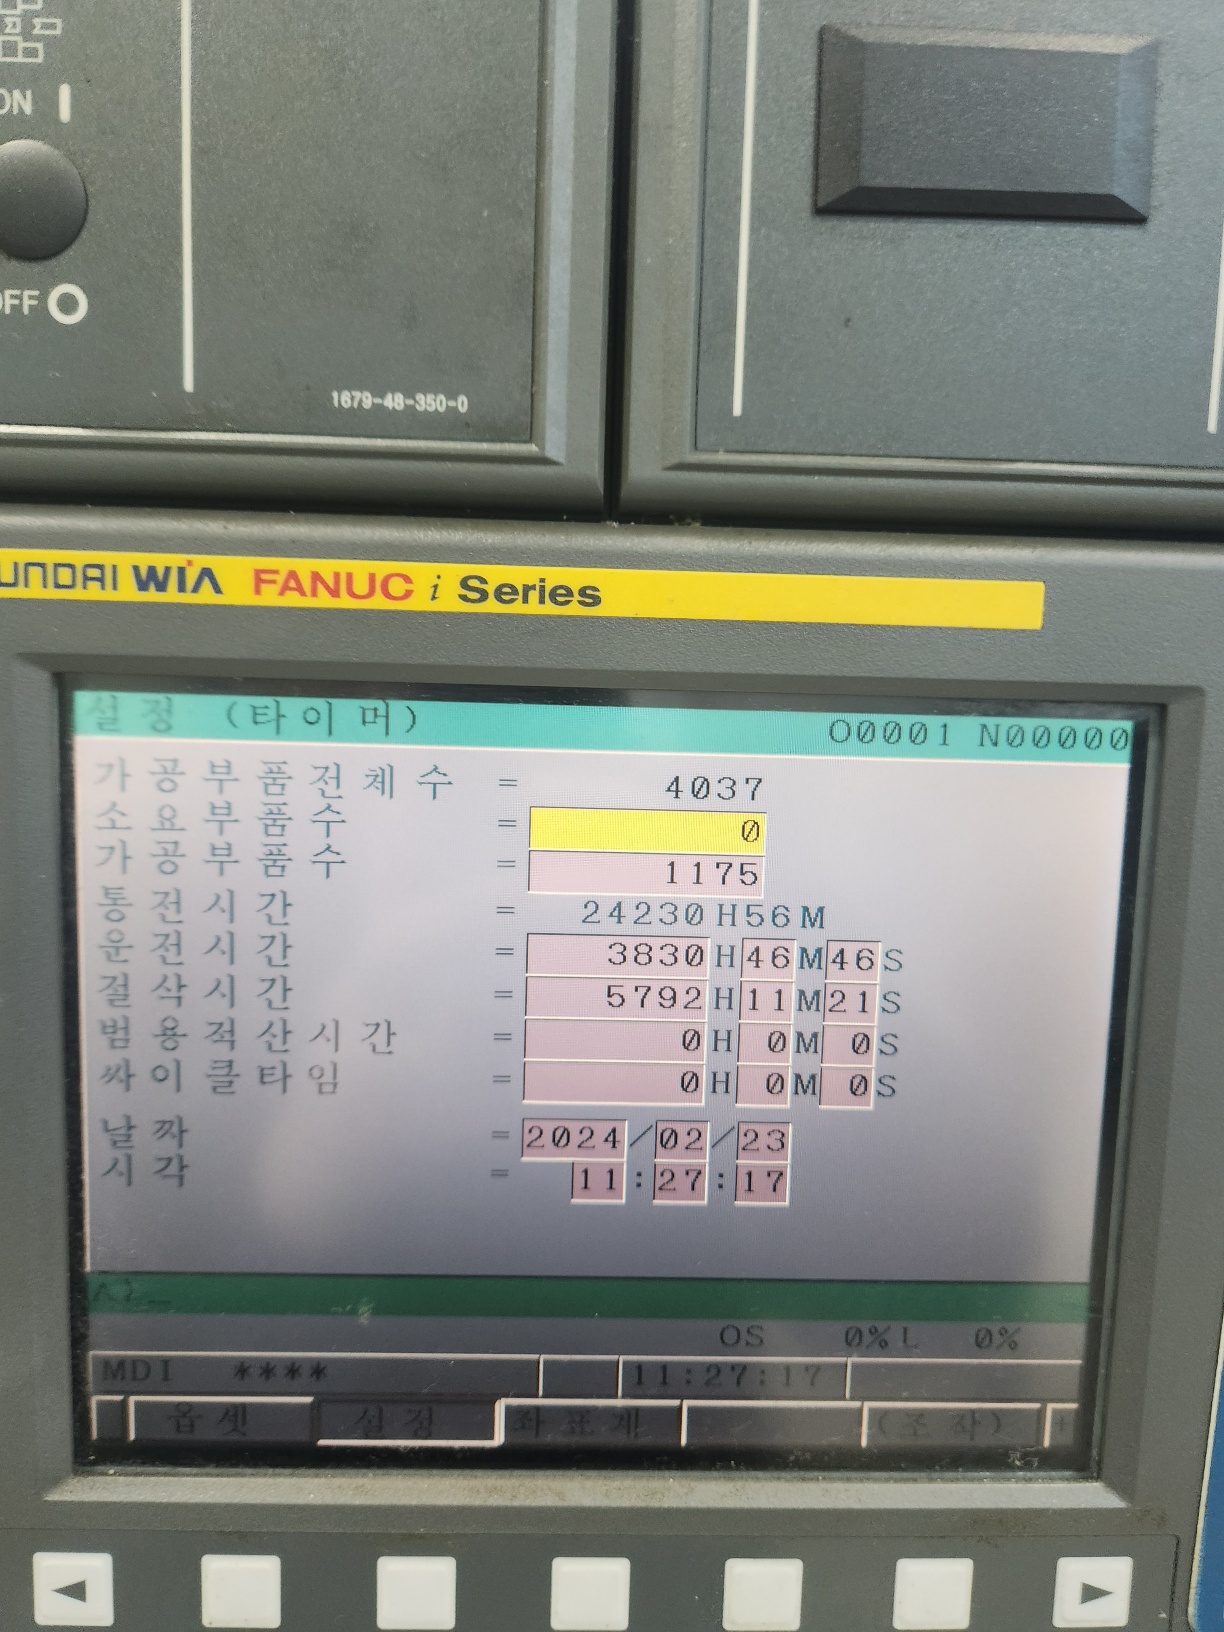 ON
OFF
1679-48-350-0
UNDAI WIA FANUC i Series
설정 (타이머) O0001 N00000
가공부품전체수 = 4037
소요부품수 = 0
가공부품수 = 1175
통전시간 = 24230H56M
운전시간 = 3830H46M46S
절삭시간 = 5792H11M21S
범용적산시간 = 0H 0M 0S
싸이클타임 = 0H 0M 0S
날짜 = 2024/02/23
시각 = 11:27:17
A)_
OS 0% L 0%
MDI **** 11:27:17
옵셋 설정 좌표계 (조작) +